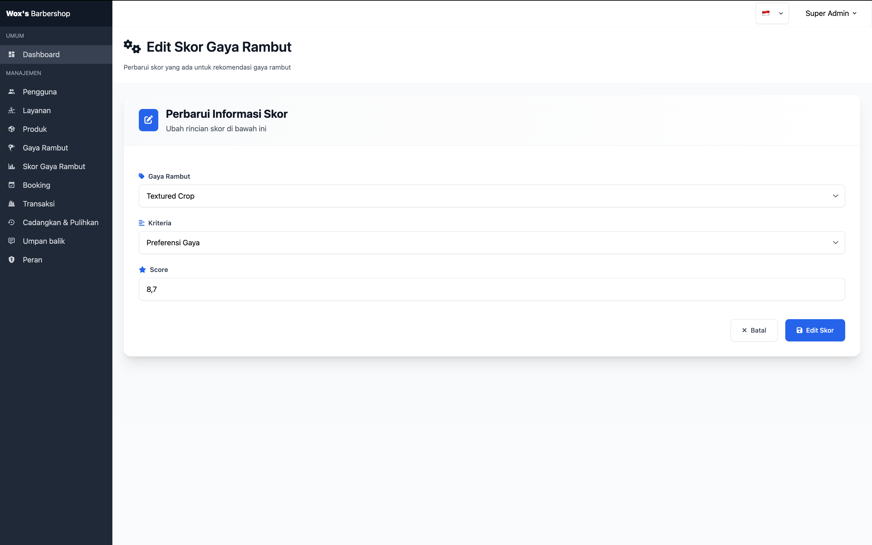 Wox's Barbershop
Super Admin
UMUM
Dashboard
MANAJEMEN
Pengguna
Layanan
Produk
Gaya Rambut
Skor Gaya Rambut
Booking
Transaksi
Cadangkan & Pulihkan
Umpan balik
Peran
Edit Skor Gaya Rambut
Perbarui skor yang ada untuk rekomendasi gaya rambut
Perbarui Informasi Skor
Ubah rincian skor di bawah ini
Gaya Rambut
Textured Crop
Kriteria
Preferensi Gaya
Score
8,7
Batal
Edit Skor